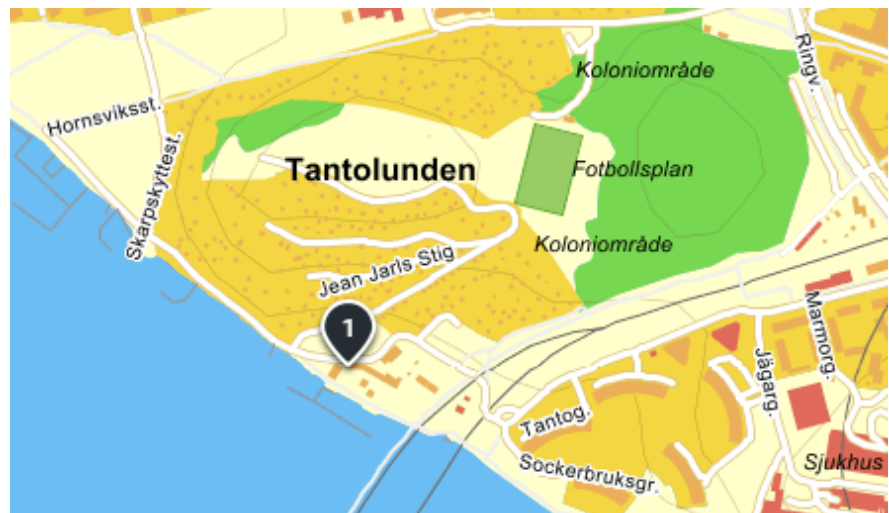 Ringv.
Koloniområde
Hornsviksst.
Skarpskyttest.
Tantolunden
Fotbollsplan
Koloniområde
Jean Jarls Stig
1
Marmorg.
Jägarg.
Tantog.
Sockerbruksgr.
Sjukhus